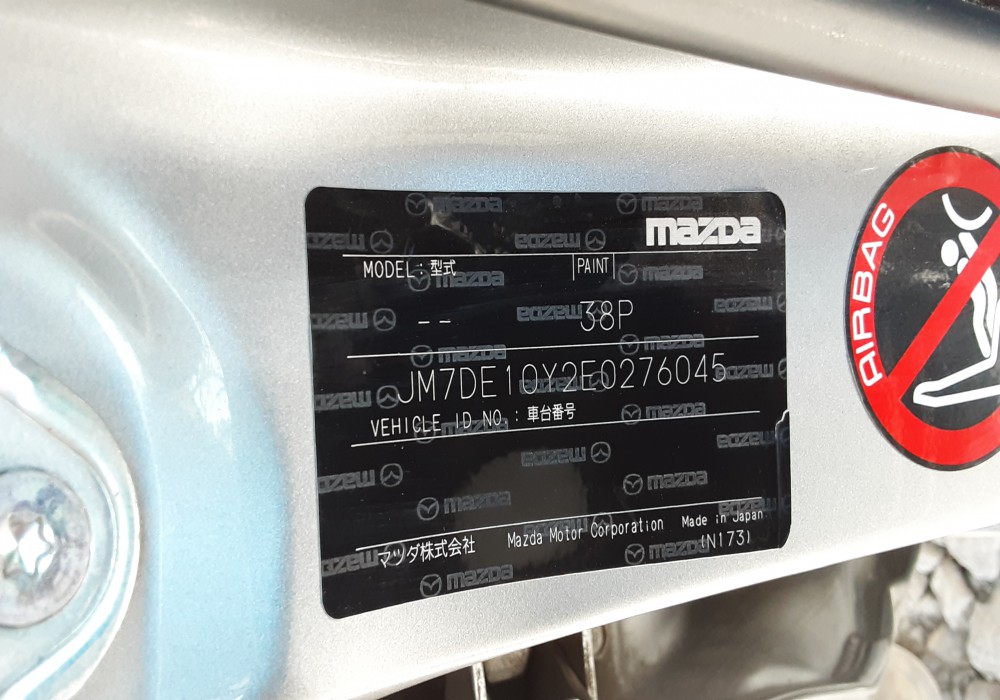 mazda
MODEL : 型式 PAINT
-- 38P
JM7DE10Y2E0276045
VEHICLE ID NO. : 車台番号
マツダ株式会社 Mazda Motor Corporation Made in Japan
(N173)
AIRBAG